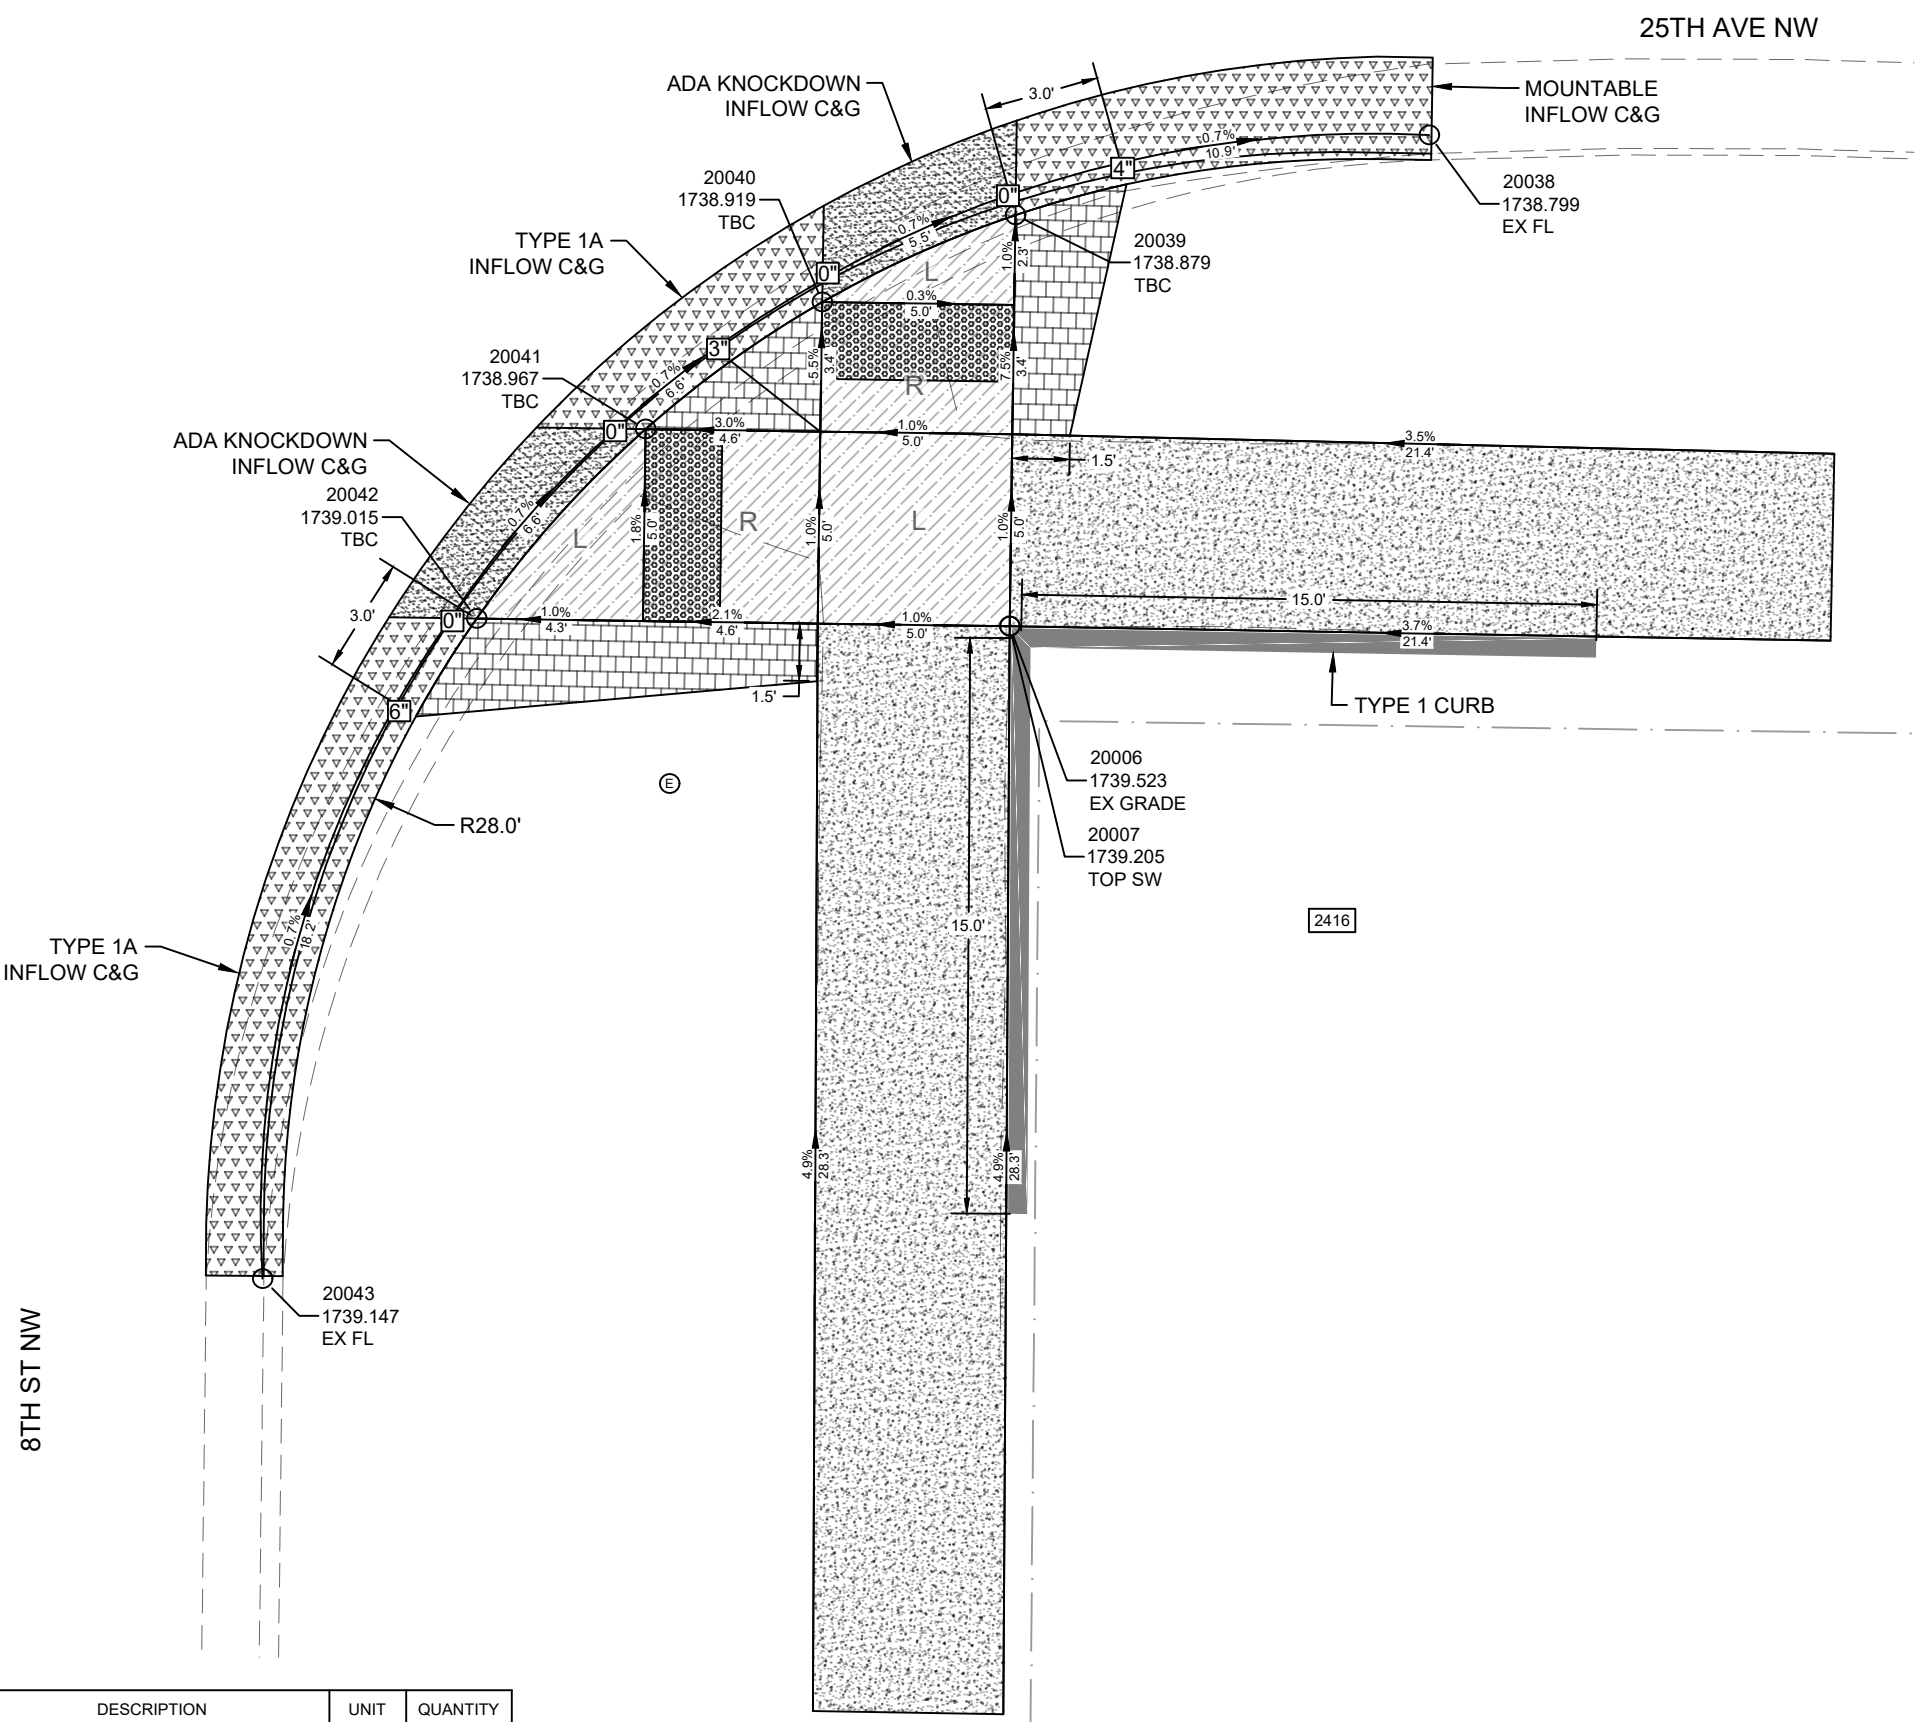 25TH AVE NW
ADA KNOCKDOWN
INFLOW C&G
3.0'
MOUNTABLE
INFLOW C&G
0.7%
10.9'
4"
20038
1738.799
EX FL
20040
1738.919
TBC
0"
0.7%
5.5'
20039
1738.879
TBC
TYPE 1A
INFLOW C&G
0"
L
1.0%
2.3'
0.3%
5.0'
20041
1738.967
TBC
3"
0.7%
6.6'
5.5%
3.4'
7.5%
3.4'
R
ADA KNOCKDOWN
INFLOW C&G
0"
3.0%
4.6'
1.0%
5.0'
3.5%
21.4'
1.5'
20042
1739.015
TBC
0.7%
6.6'
L
1.8%
5.0'
R
1.0%
5.0'
L
1.0%
5.0'
3.0'
0"
1.0%
4.3'
2.1%
4.6'
1.0%
5.0'
15.0'
3.7%
21.4'
6"
1.5'
TYPE 1 CURB
E
20006
1739.523
EX GRADE
R28.0'
20007
1739.205
TOP SW
2416
TYPE 1A
INFLOW C&G
0.7%
18.2'
15.0'
4.9%
28.3'
4.9%
28.3'
20043
1739.147
EX FL
8TH ST NW
DESCRIPTION
UNIT
QUANTITY